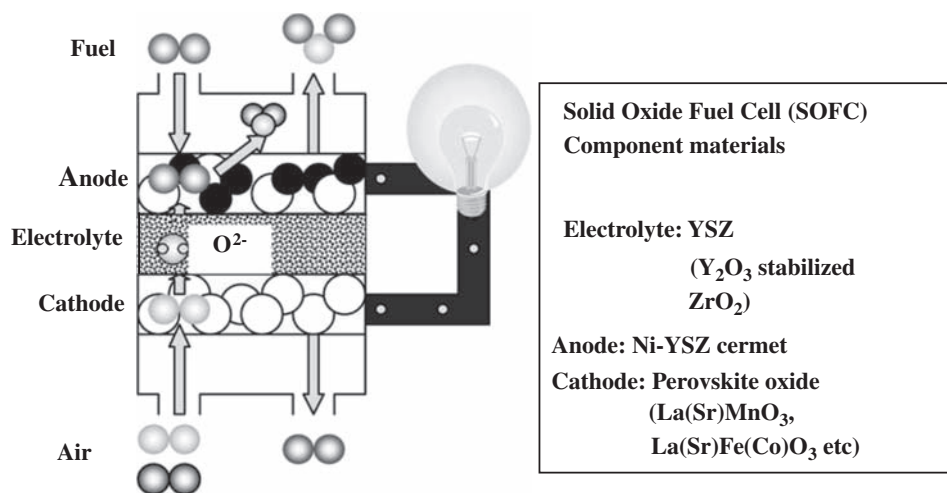 Fuel
Anode
Electrolyte
O²⁻
Cathode
Air
Solid Oxide Fuel Cell (SOFC)
Component materials
Electrolyte: YSZ
(Y₂O₃ stabilized
ZrO₂)
Anode: Ni-YSZ cermet
Cathode: Perovskite oxide
(La(Sr)MnO₃,
La(Sr)Fe(Co)O₃ etc)